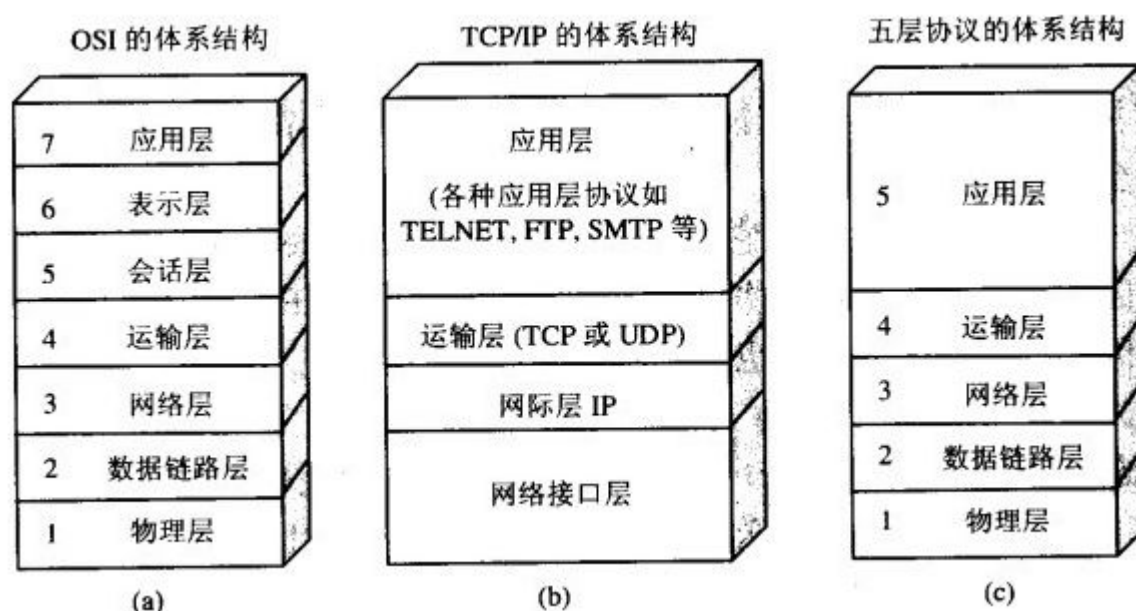 OSI 的体系结构
7 应用层
6 表示层
5 会话层
4 运输层
3 网络层
2 数据链路层
1 物理层
(a)
TCP/IP 的体系结构
应用层
(各种应用层协议如
TELNET, FTP, SMTP 等)
运输层 (TCP 或 UDP)
网际层 IP
网络接口层
(b)
五层协议的体系结构
5 应用层
4 运输层
3 网络层
2 数据链路层
1 物理层
(c)